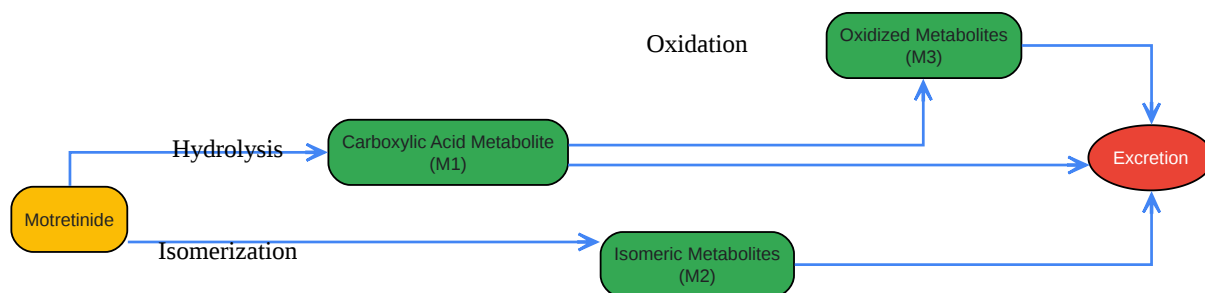 Oxidation
Oxidized Metabolites
(M3)
Hydrolysis
Carboxylic Acid Metabolite
(M1)
Excretion
Motretinide
Isomerization
Isomeric Metabolites
(M2)